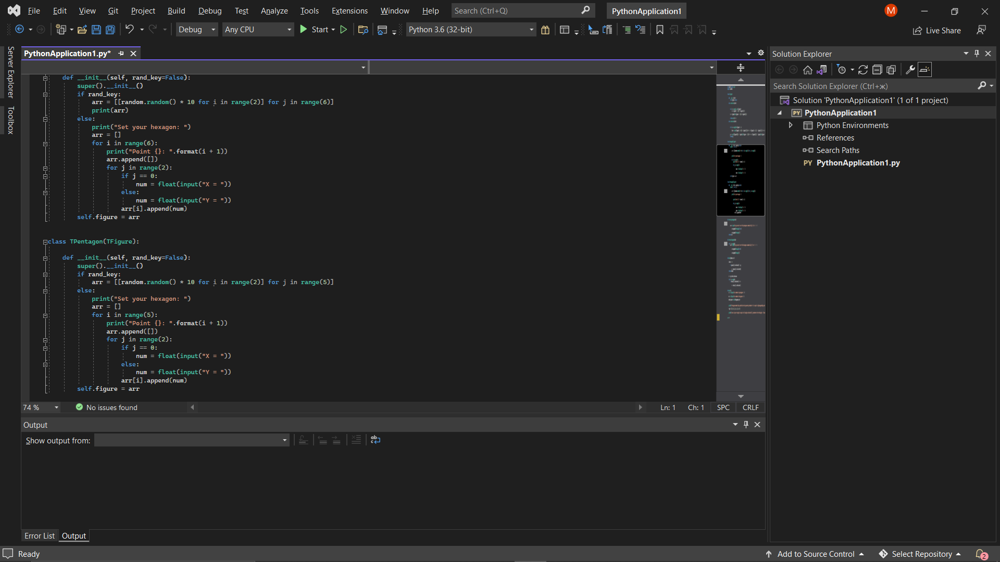 File Edit View Git Project Build Debug Test Analyze Tools Extensions Window Help Search (Ctrl+Q) PythonApplication1 M
Debug Any CPU Start Python 3.6 (32-bit) Live Share
Server Explorer
Toolbox
PythonApplication1.py*
def __init__(self, rand_key=False):
super().__init__()
if rand_key:
arr = [[random.random() * 10 for i in range(2)] for j in range(6)]
print(arr)
else:
print("Set your hexagon: ")
arr = []
for i in range(6):
print("Point {}: ".format(i + 1))
arr.append([])
for j in range(2):
if j == 0:
num = float(input("X = "))
else:
num = float(input("Y = "))
arr[i].append(num)
self.figure = arr
class TPentagon(TFigure):
def __init__(self, rand_key=False):
super().__init__()
if rand_key:
arr = [[random.random() * 10 for i in range(2)] for j in range(5)]
else:
print("Set your hexagon: ")
arr = []
for i in range(5):
print("Point {}: ".format(i + 1))
arr.append([])
for j in range(2):
if j == 0:
num = float(input("X = "))
else:
num = float(input("Y = "))
arr[i].append(num)
self.figure = arr
74 % No issues found Ln: 1 Ch: 1 SPC CRLF
Output
Show output from:
Error List Output
Solution Explorer
Search Solution Explorer (Ctrl+ж)
Solution 'PythonApplication1' (1 of 1 project)
PY PythonApplication1
Python Environments
References
Search Paths
PY PythonApplication1.py
Ready Add to Source Control Select Repository 2